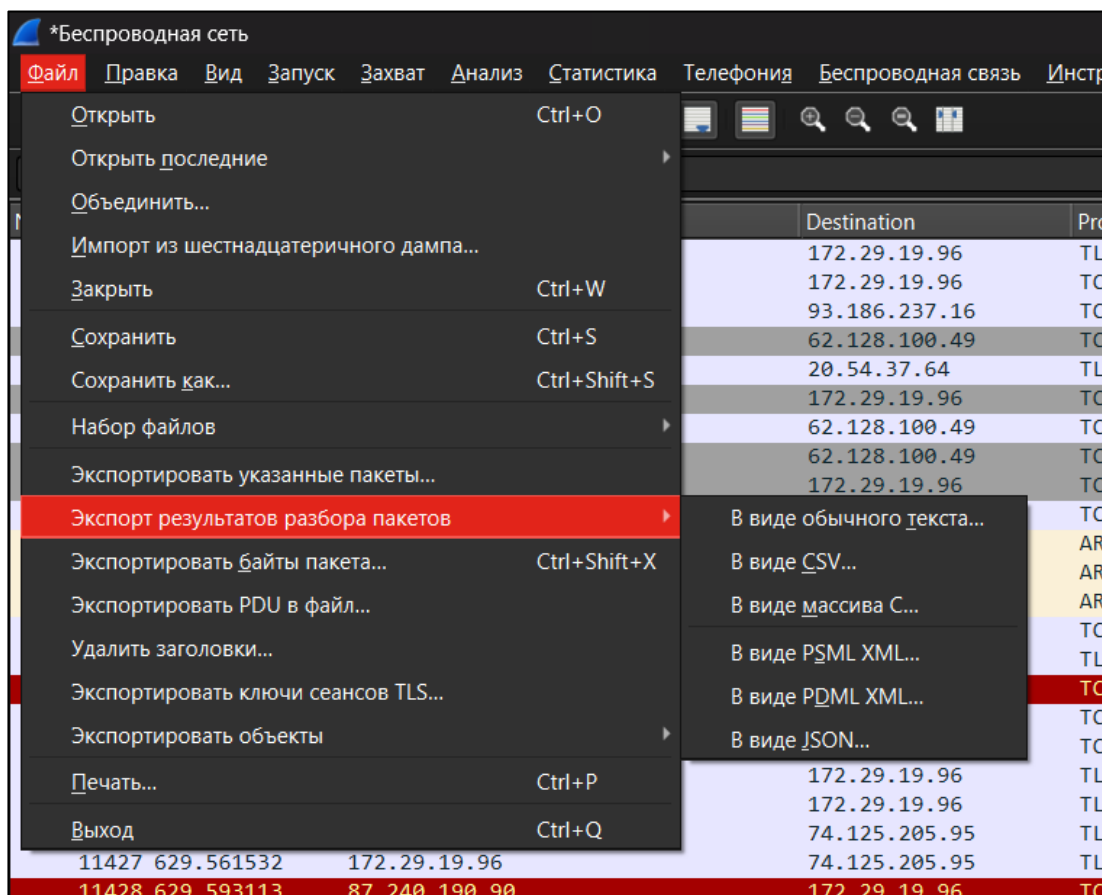 *Беспроводная сеть
Файл Правка Вид Запуск Захват Анализ Статистика Телефония Беспроводная связь
Открыть Ctrl+O
Открыть последние
Объединить...
Импорт из шестнадцатеричного дампа...
Закрыть Ctrl+W
Сохранить Ctrl+S
Сохранить как... Ctrl+Shift+S
Набор файлов
Экспортировать указанные пакеты...
Экспорт результатов разбора пакетов
Экспортировать байты пакета... Ctrl+Shift+X
Экспортировать PDU в файл...
Удалить заголовки...
Экспортировать ключи сеансов TLS...
Экспортировать объекты
Печать... Ctrl+P
Выход Ctrl+Q
В виде обычного текста...
В виде CSV...
В виде массива C...
В виде PSML XML...
В виде PDML XML...
В виде JSON...
Destination
172.29.19.96
172.29.19.96
93.186.237.16
62.128.100.49
20.54.37.64
172.29.19.96
62.128.100.49
62.128.100.49
172.29.19.96
172.29.19.96
172.29.19.96
74.125.205.95
11427 629.561532 172.29.19.96 74.125.205.95
11428 629.593113 87.240.190.90 172.29.19.96